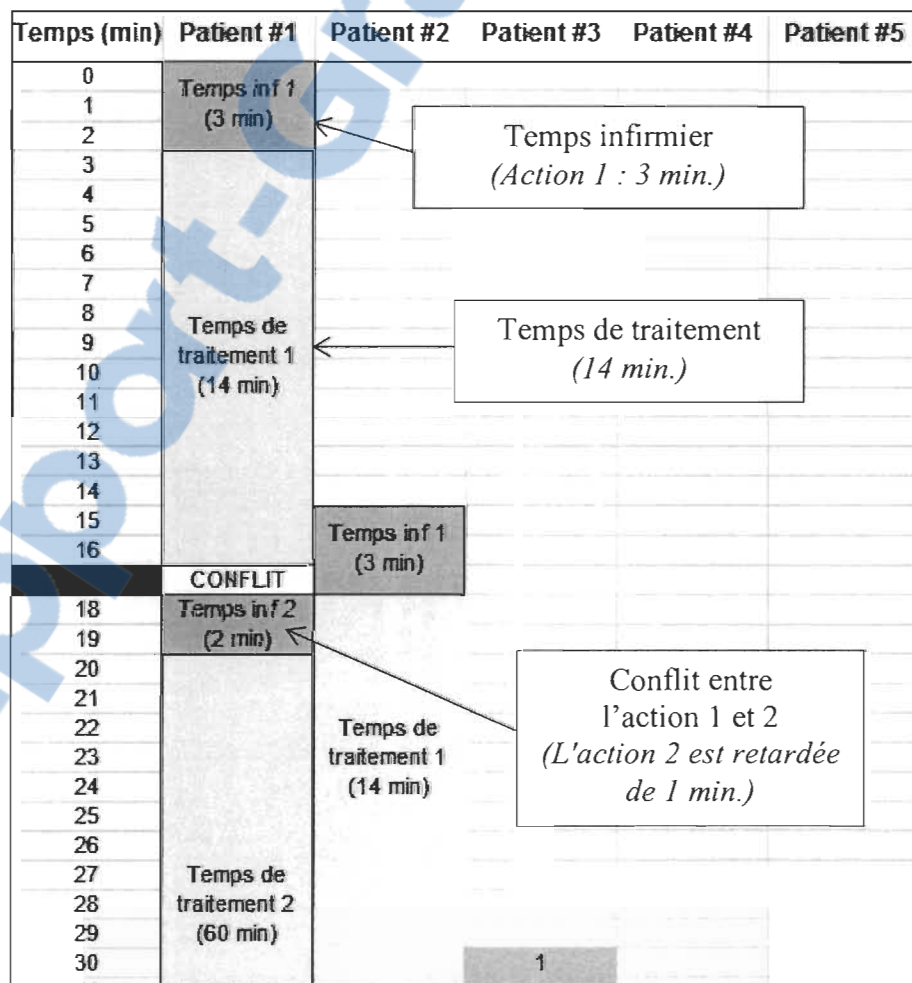 Temps (min) Patient #1 Patient #2 Patient #3 Patient #4 Patient #5
0
Temps inf 1
1
(3 min)
2
Temps infirmier
(Action 1 : 3 min.)
3
4
5
6
7
8
Temps de
9
traitement 1
10
(14 min)
Temps de traitement
(14 min.)
11
12
13
14
15
Temps inf 1
16
(3 min)
CONFLIT
18
Temps inf 2
19
(2 min)
20
21
22
Temps de
23
traitement 1
24
(14 min)
Conflit entre
l'action 1 et 2
(L'action 2 est retardée
de 1 min.)
25
26
27
Temps de
28
traitement 2
29
(60 min)
30
1